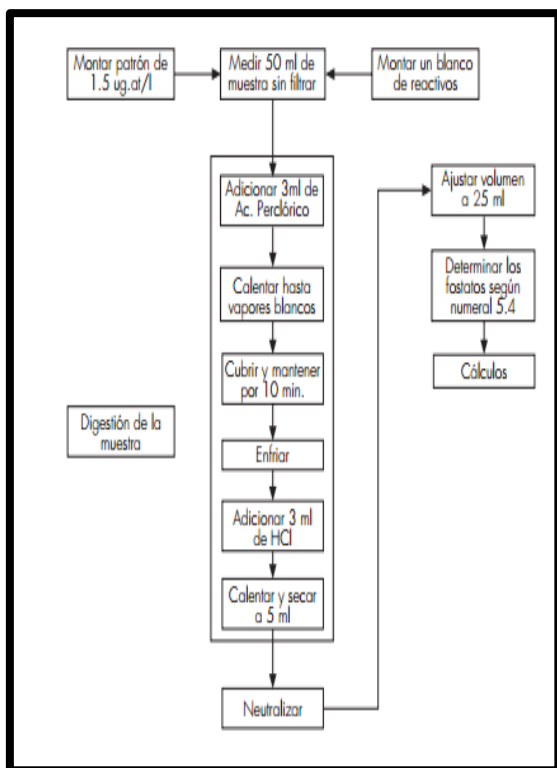 Montar patrón de
1.5 ug.at/l
Medir 50 ml de
muestra sin filtrar
Montar un blanco
de reactivos
Adicionar 3ml de
Ac. Perclórico
Calentar hasta
vapores blancos
Cubrir y mantener
por 10 min.
Digestión de la
muestra
Enfriar
Adicionar 3 ml
de HCl
Calentar y secar
a 5 ml
Neutralizar
Ajustar volumen
a 25 ml
Determinar los
fostatos según
numeral 5.4
Cálculos